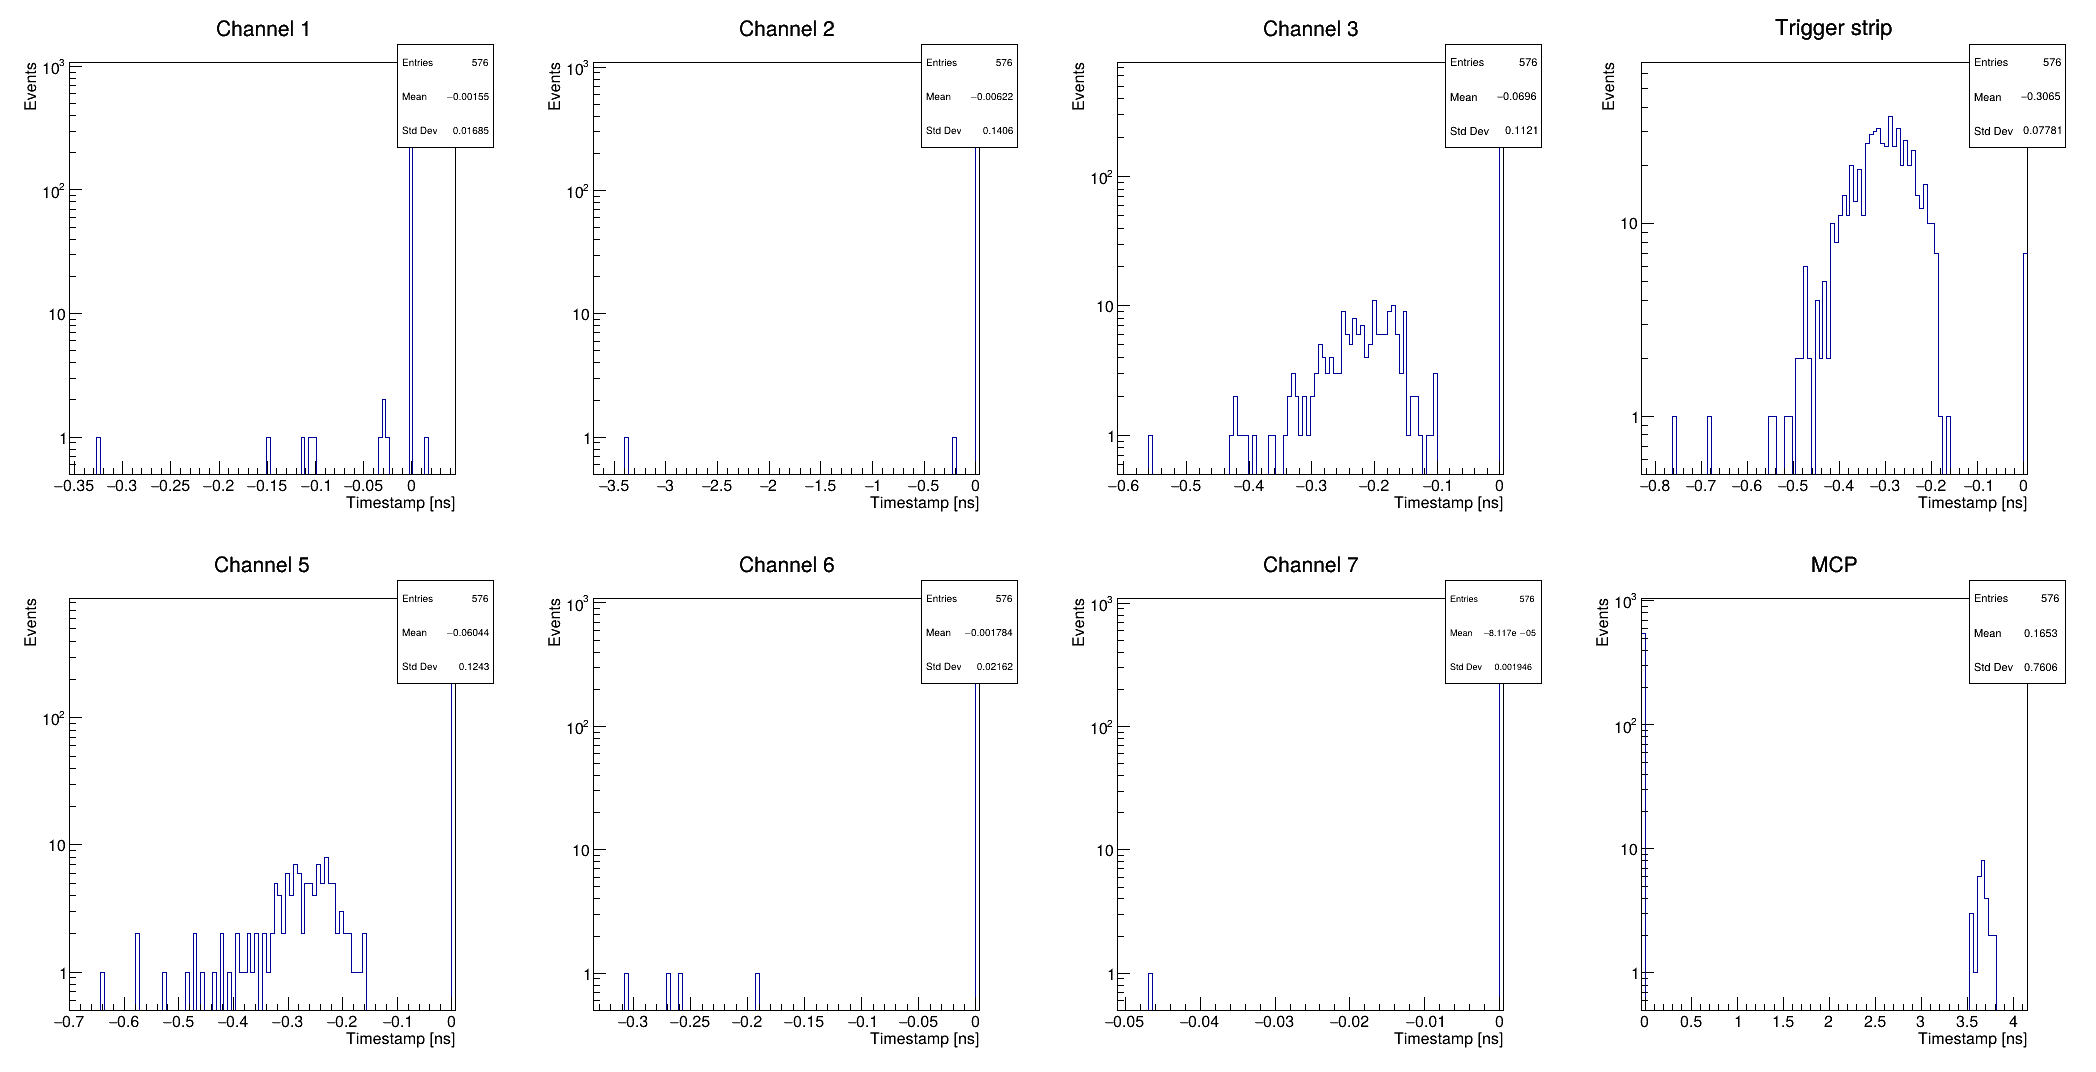 Channel 1
Events
Entries 576
Mean −0.00155
Std Dev 0.01685
10³
10²
10
1
−0.35 −0.3 −0.25 −0.2 −0.15 −0.1 −0.05 0
Timestamp [ns]
Channel 2
Events
Entries 576
Mean −0.00622
Std Dev 0.1406
10³
10²
10
1
−3.5 −3 −2.5 −2 −1.5 −1 −0.5 0
Timestamp [ns]
Channel 3
Events
Entries 576
Mean −0.0696
Std Dev 0.1121
10²
10
1
−0.6 −0.5 −0.4 −0.3 −0.2 −0.1 0
Timestamp [ns]
Trigger strip
Events
Entries 576
Mean −0.3065
Std Dev 0.07781
10
1
−0.8 −0.7 −0.6 −0.5 −0.4 −0.3 −0.2 −0.1 0
Timestamp [ns]
Channel 5
Events
Entries 576
Mean −0.06044
Std Dev 0.1243
10²
10
1
−0.7 −0.6 −0.5 −0.4 −0.3 −0.2 −0.1 0
Timestamp [ns]
Channel 6
Events
Entries 576
Mean −0.001784
Std Dev 0.02162
10³
10²
10
1
−0.3 −0.25 −0.2 −0.15 −0.1 −0.05 0
Timestamp [ns]
Channel 7
Events
Entries 576
Mean −8.117e −05
Std Dev 0.001946
10³
10²
10
1
−0.05 −0.04 −0.03 −0.02 −0.01 0
Timestamp [ns]
MCP
Events
Entries 576
Mean 0.1653
Std Dev 0.7606
10³
10²
10
1
0 0.5 1 1.5 2 2.5 3 3.5 4
Timestamp [ns]